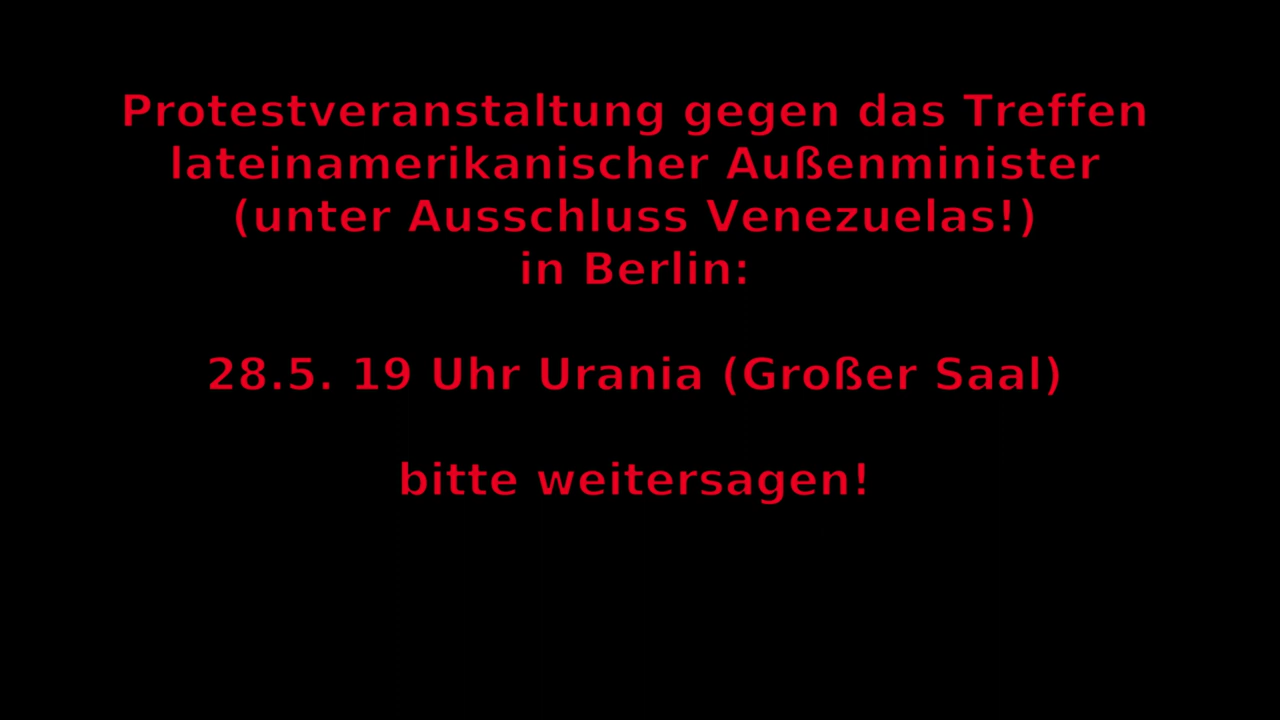 Protestveranstaltung gegen das Treffen
lateinamerikanischer Außenminister
(unter Ausschluss Venezuelas!)
in Berlin:
28.5. 19 Uhr Urania (Großer Saal)
bitte weitersagen!